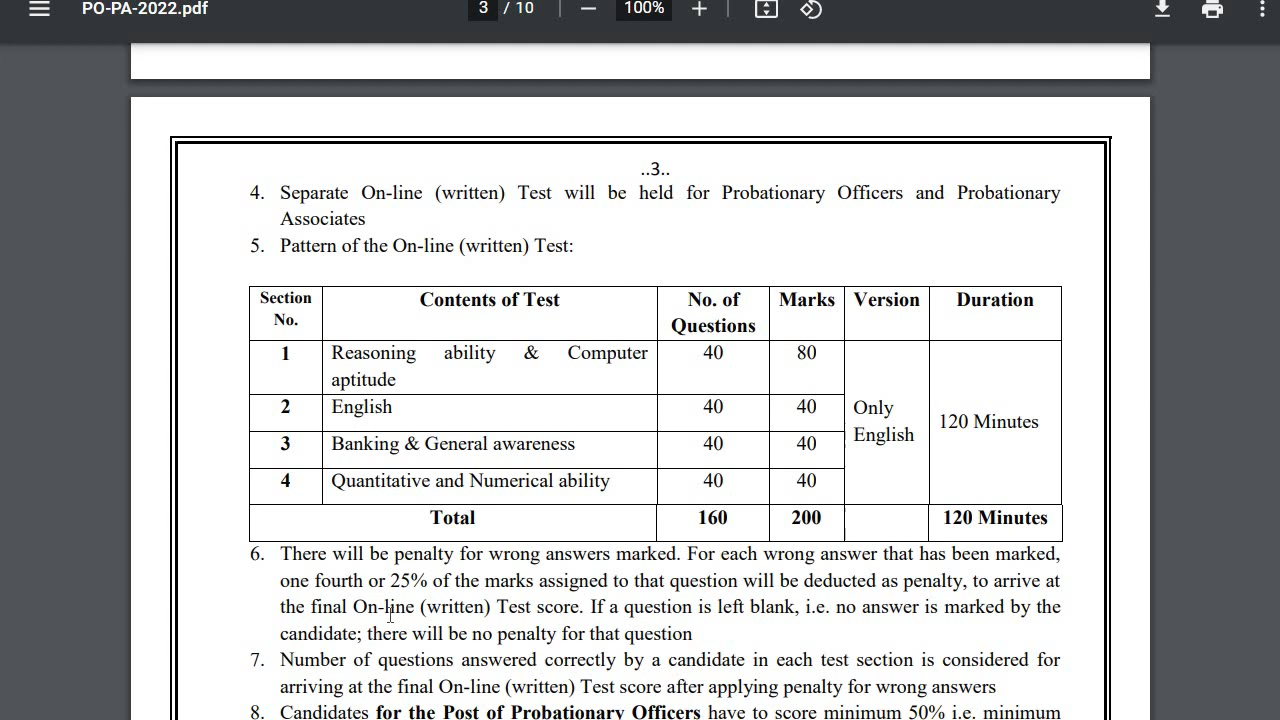 PO-PA-2022.pdf 3 / 10 100%
..3..
4. Separate On-line (written) Test will be held for Probationary Officers and Probationary
Associates
5. Pattern of the On-line (written) Test:
Section No. Contents of Test No. of Questions Marks Version Duration
1 Reasoning ability & Computer aptitude 40 80 Only English 120 Minutes
2 English 40 40
3 Banking & General awareness 40 40
4 Quantitative and Numerical ability 40 40
Total 160 200 120 Minutes
6. There will be penalty for wrong answers marked. For each wrong answer that has been marked,
one fourth or 25% of the marks assigned to that question will be deducted as penalty, to arrive at
the final On-line (written) Test score. If a question is left blank, i.e. no answer is marked by the
candidate; there will be no penalty for that question
7. Number of questions answered correctly by a candidate in each test section is considered for
arriving at the final On-line (written) Test score after applying penalty for wrong answers
8. Candidates for the Post of Probationary Officers have to score minimum 50% i.e. minimum